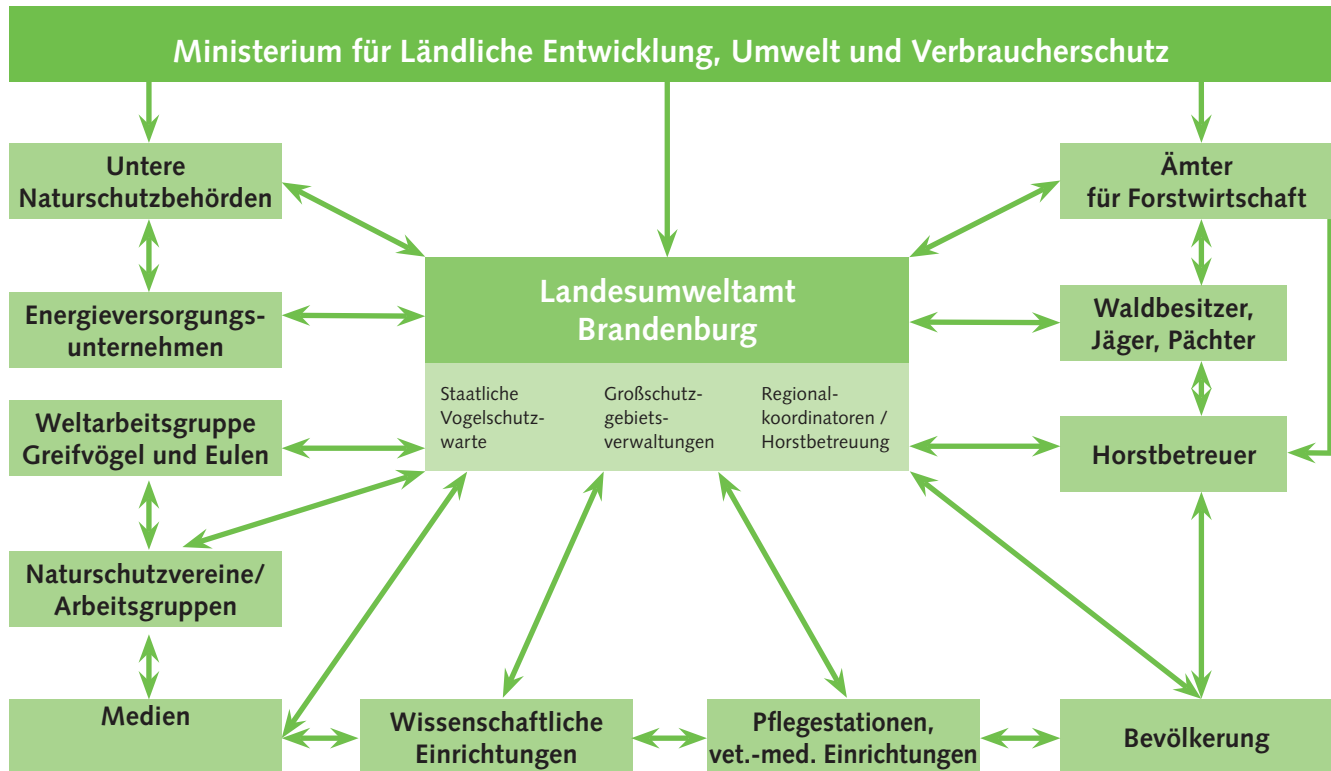 Ministerium für Ländliche Entwicklung, Umwelt und Verbraucherschutz
Untere
Naturschutzbehörden
Ämter
für Forstwirtschaft
Landesumweltamt
Brandenburg
Energieversorgungs-
unternehmen
Waldbesitzer,
Jäger, Pächter
Staatliche
Vogelschutz-
warte
Großschutz-
gebiets-
verwaltungen
Regional-
koordinatoren /
Horstbetreuung
Weltarbeitsgruppe
Greifvögel und Eulen
Horstbetreuer
Naturschutzvereine/
Arbeitsgruppen
Medien
Wissenschaftliche
Einrichtungen
Pflegestationen,
vet.-med. Einrichtungen
Bevölkerung